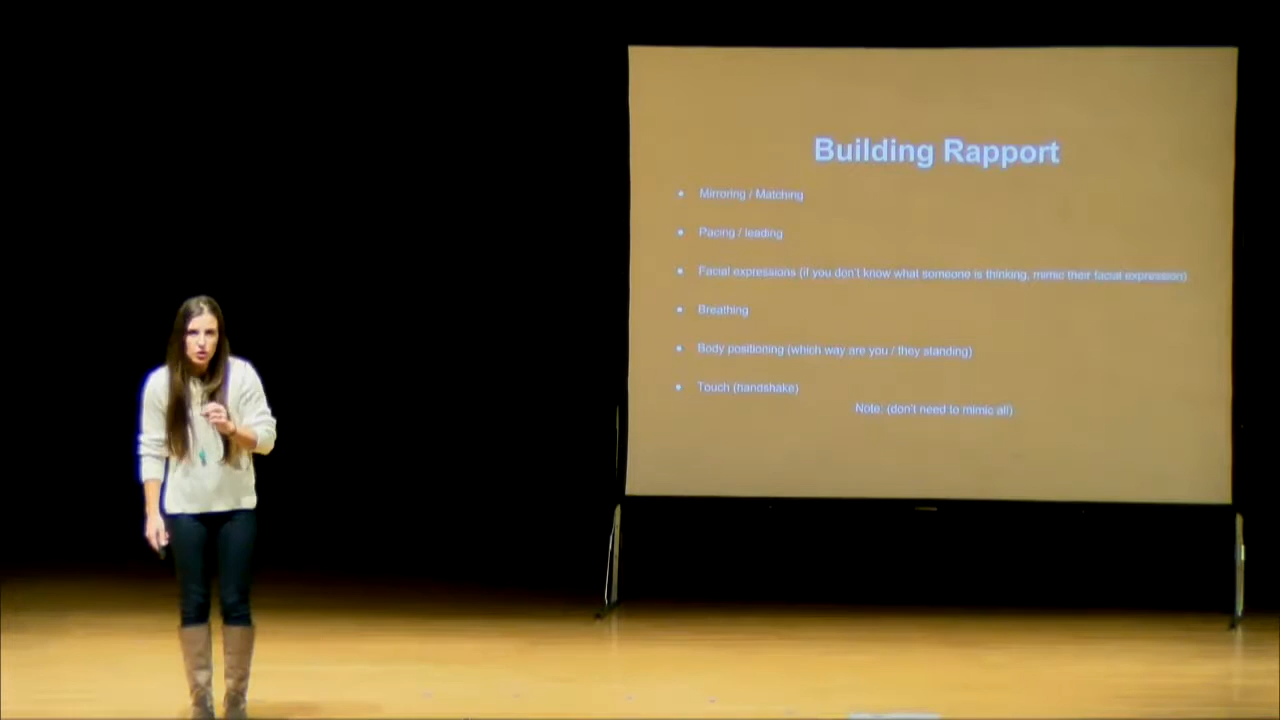 Building Rapport
• Mirroring / Matching
• Pacing / leading
• Facial expressions (if you don't know what someone is thinking, mimic their facial expression)
• Breathing
• Body positioning (which way are you / they standing)
• Touch (handshake)
Note: (don't need to mimic all)